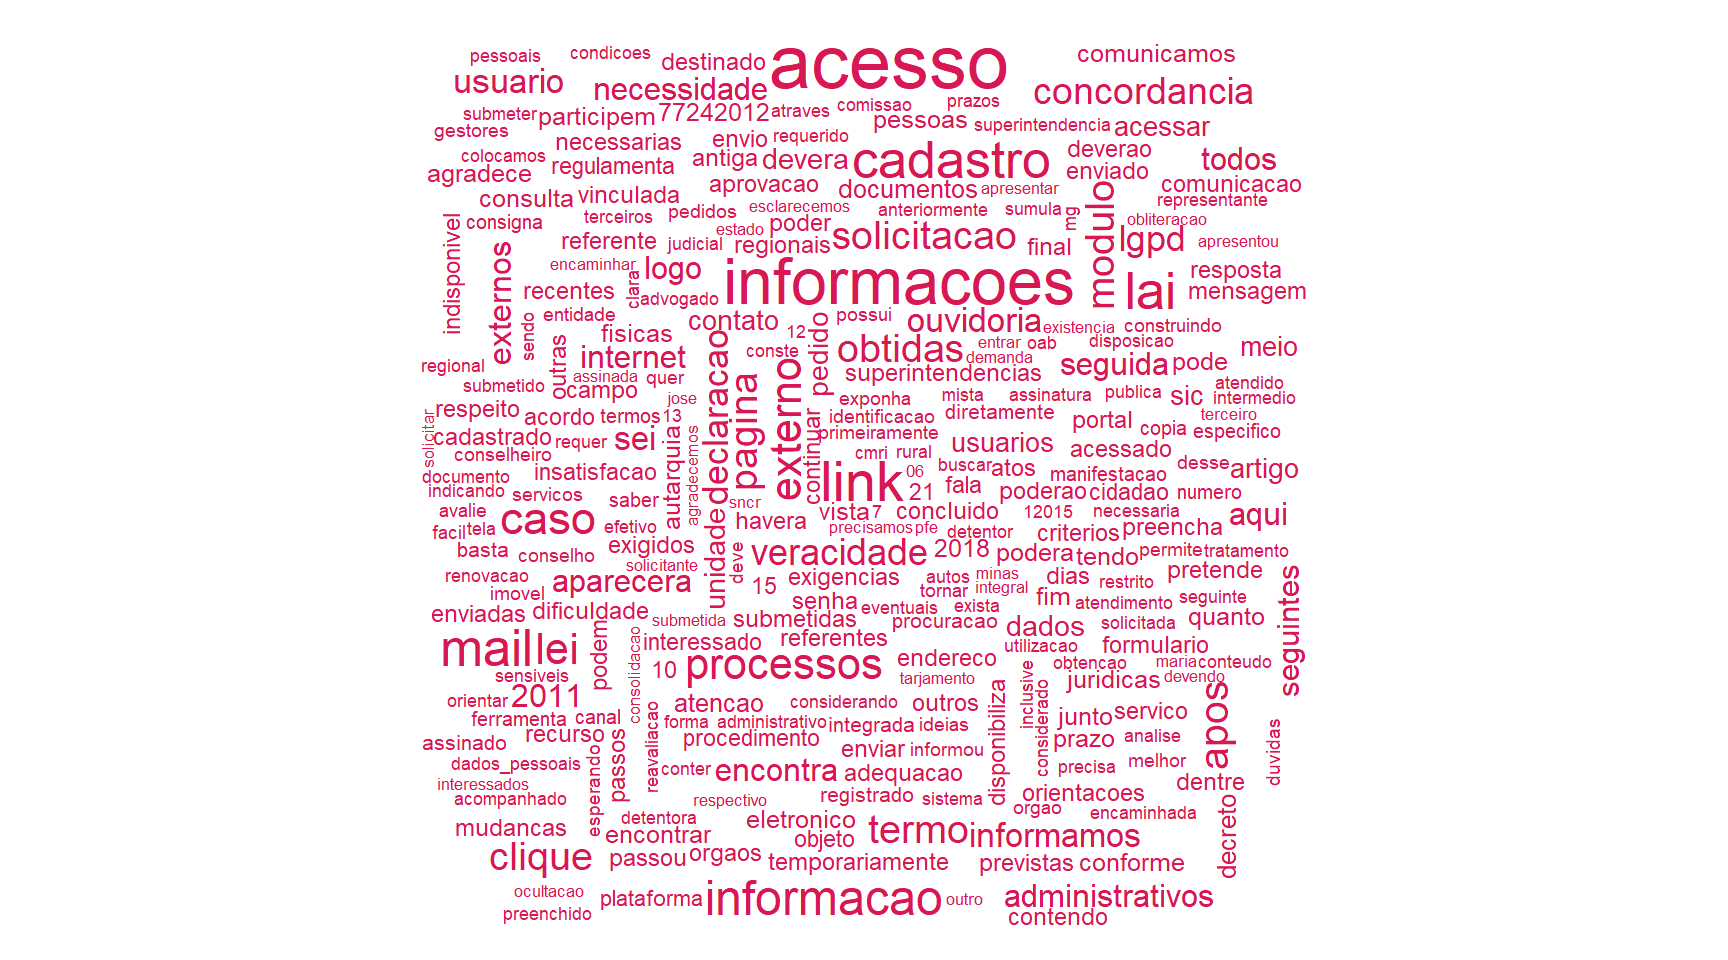 pessoais condicoes destinado acesso comunicamos
usuario necessidade concordancia
submeter participem 77242012 atraves comissao prazos
gestores necessarias envio requerido pessoas superintendencia acessar
colocamos regulamenta antiga devera cadastro deverao todos
agradece aprovacao documentos apresentar enviado comunicacao
consulta vinculada esclarecemos anteriormente sumula mg modulo representante
indisponivel consigna terceiros pedidos estado poder solicitacao obliteracao
externos referente judicial regionais final lgpd apresentou
encaminhar logo informacoes lai resposta
recentes clara advogado mensagem
entidade contato possui ouvidoria existencia construindo
sendo fisicas 12 pedido entrar oab disposicao
regional outras internet declaracao conste obtidas demanda seguida pode meio
submetido campo assinada quer pagina externo superintendencias atendido
respeito jose exponha mista assinatura publica sic intermedio
solicitar acordo termos 13 continuar identificacao diretamente portal copia terceiro
cadastrado requer sei autarquia primeiramente usuarios especifico
conselheiro agradecemos cmri rural acessado
documento insatisfacao link 06 buscar atos manifestacao desse artigo
indicando servicos saber sncr 21 fala poderao cidadao numero
avalie caso efetivo unidade havera vista 7 concluido 12015 necessaria aqui
facil tela precisamos pfe detentor criterios preencha
basta conselho exigidos deve veracidade 2018 podera tendo permite tratamento
renovacao solicitante minas pretende
imovel aparecera 15 exigencias autos tornar integral dias restrito seguintes
enviadas dificuldade senha eventuais exista fim atendimento seguinte
submetida submetidas procuracao dados solicitada quanto
mail lei podem interessado referentes utilizacao formulario
sensiveis consolidacao 10 processos endereco obtencao maria conteudo
orientar 2011 tarjamento inclusive juridicas devendo
ferramenta canal reavaliacao atencao considerando outros disponibiliza considerado junto servico apos
assinado recurso forma administrativo integrada ideias prazo analise duvidas
passos procedimento enviar informou
dados_pessoais esperando conter encontra adequacao precisa melhor
interessados dentre
acompanhado respectivo registrado sistema orientacoes decreto
mudancas detentora eletronico orgao encaminhada
encontrar objeto termo informamos
clique passou orgaos temporariamente previstas conforme
ocultacao plataforma informacao outro administrativos
preenchido contendo